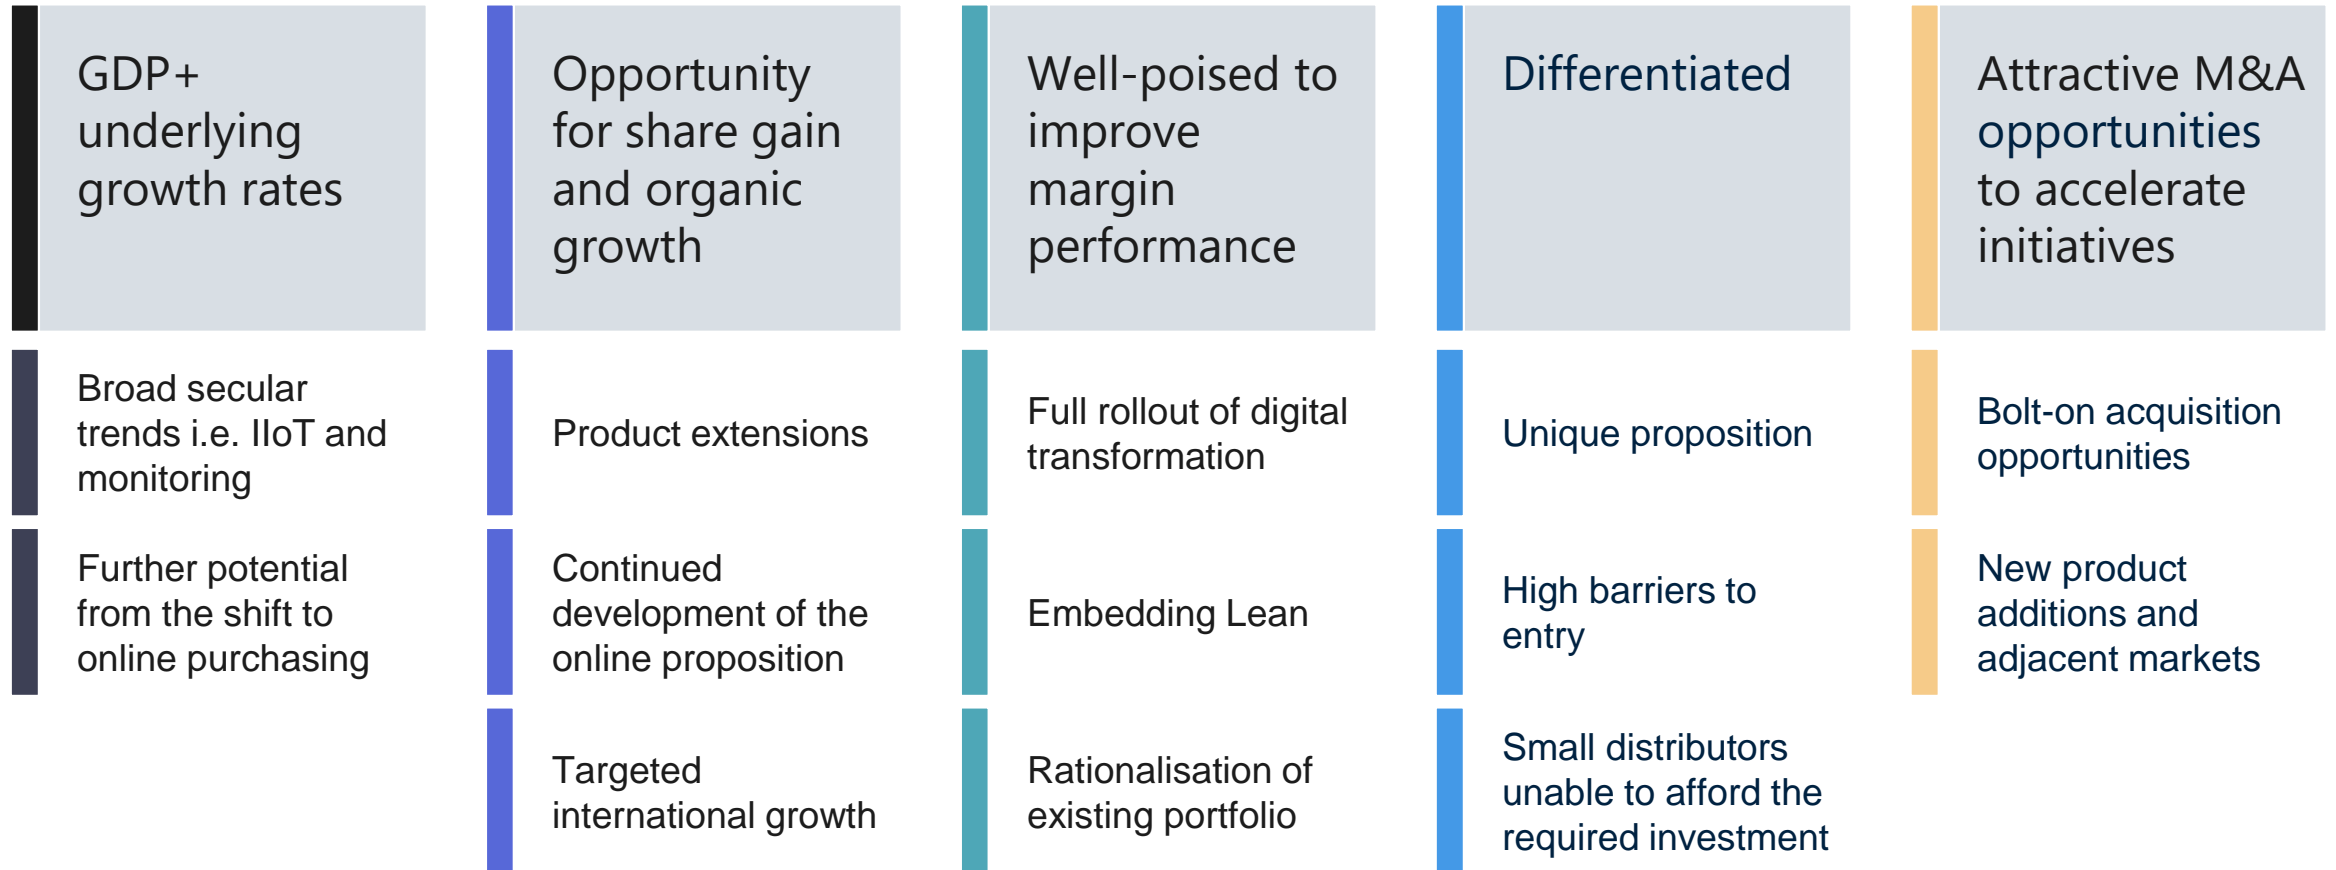 GDP+
underlying
growth rates
Broad secular
trends i.e. IIoT and
monitoring
Further potential
from the shift to
online purchasing
Opportunity
for share gain
and organic
growth
Product extensions
Continued
development of the
online proposition
Targeted
international growth
Well-poised to
improve
margin
performance
Full rollout of digital
transformation
Embedding Lean
Rationalisation of
existing portfolio
Differentiated
Unique proposition
High barriers to
entry
Small distributors
unable to afford the
required investment
Attractive M&A
opportunities
to accelerate
initiatives
Bolt-on acquisition
opportunities
New product
additions and
adjacent markets